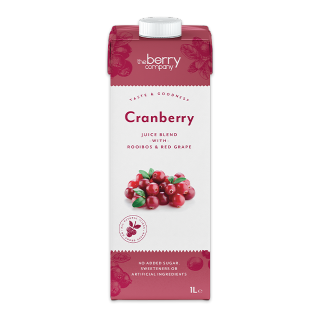 the berry
company
TASTE & GOODNESS
Cranberry
JUICE BLEND
WITH
ROOIBOS & RED GRAPE
NO ADDED SUGAR,
SWEETENERS OR
ARTIFICIAL INGREDIENTS
1L℮